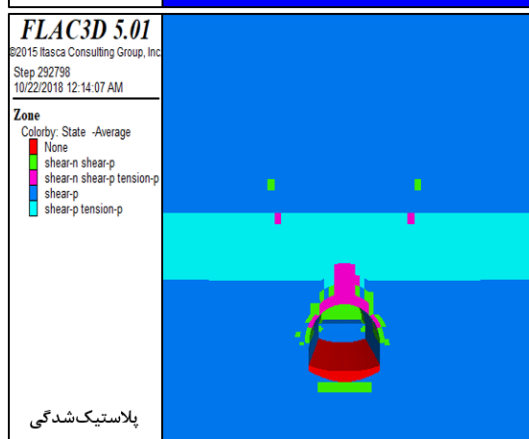 FLAC3D 5.01
©2015 Itasca Consulting Group, Inc.
Step 292798
10/22/2018 12:14:07 AM
Zone
Colorby: State -Average
None
shear-n shear-p
shear-n shear-p tension-p
shear-p
shear-p tension-p
پلاستیک‌شدگی